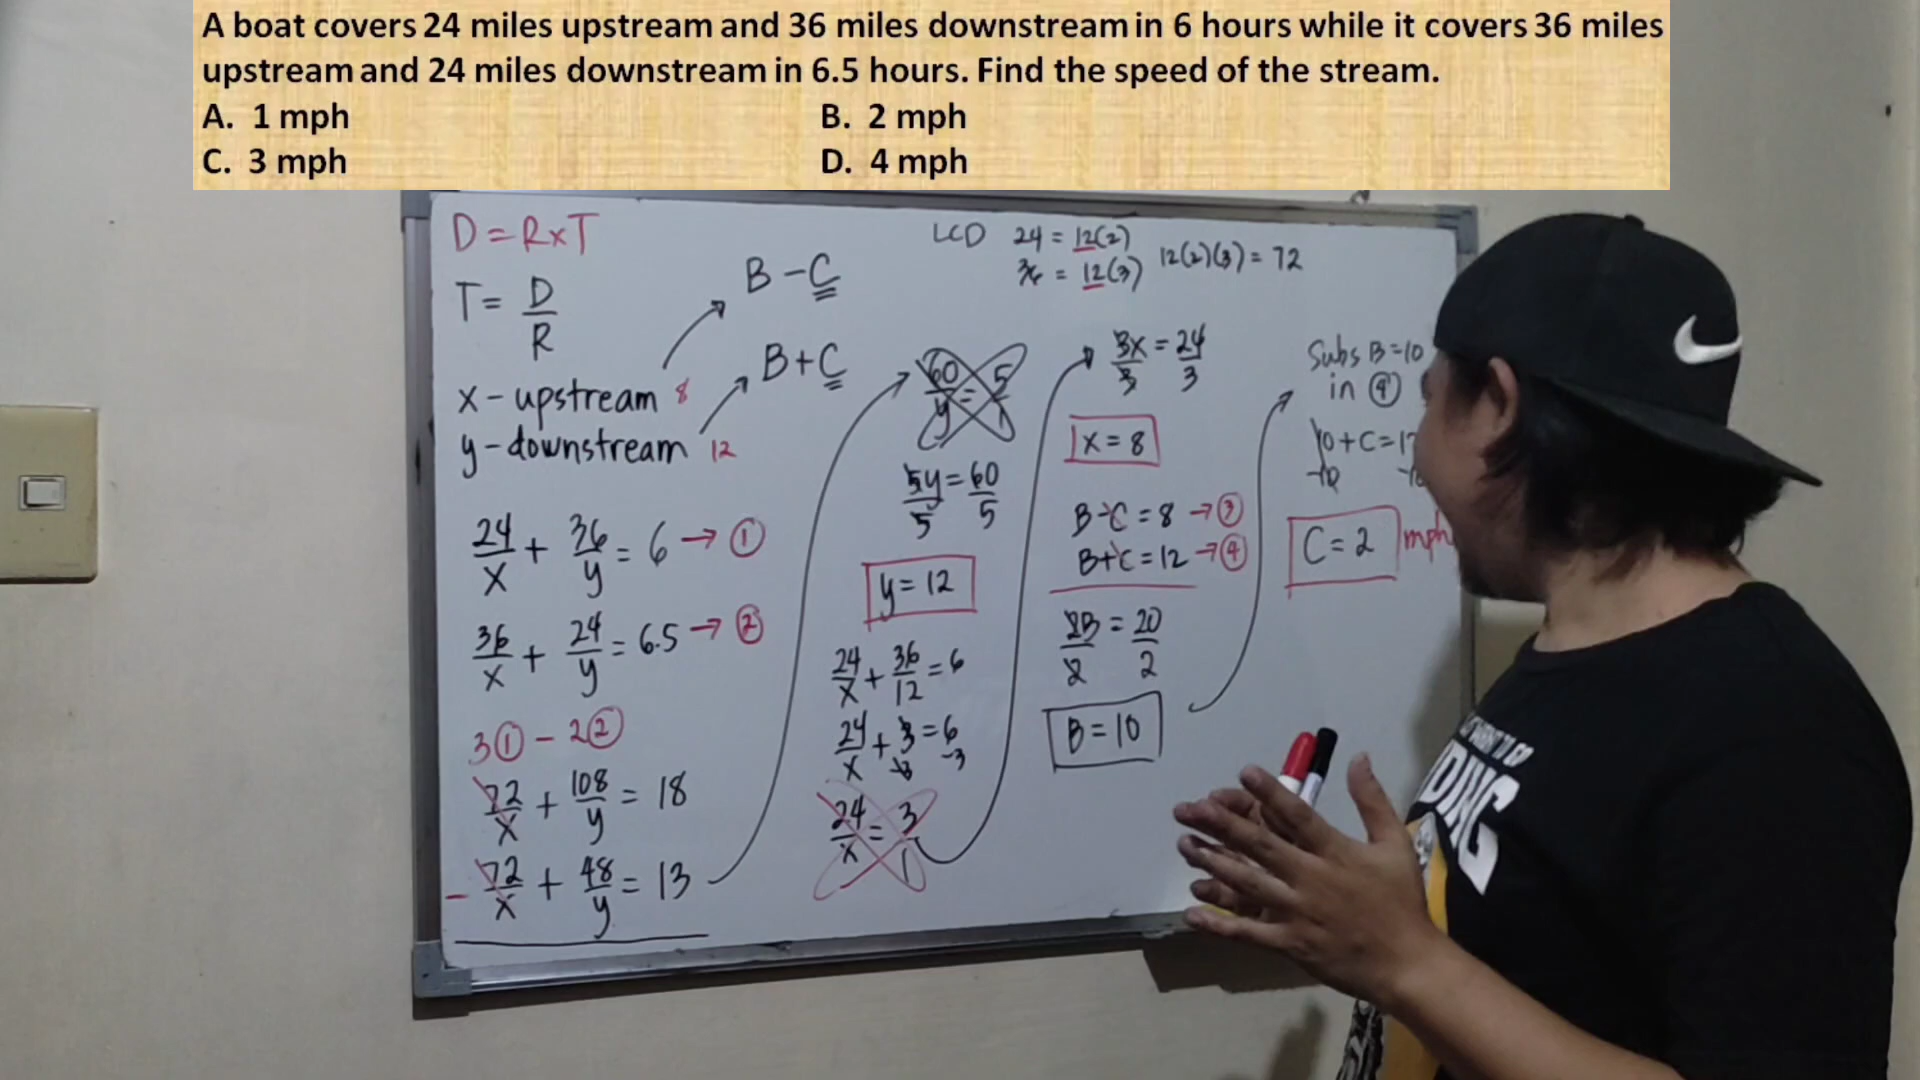 A boat covers 24 miles upstream and 36 miles downstream in 6 hours while it covers 36 miles
upstream and 24 miles downstream in 6.5 hours. Find the speed of the stream.
A. 1 mph
B. 2 mph
C. 3 mph
D. 4 mph
D = R x T
T = D/R
B - C
B + C
x - upstream 8
y - downstream 12
24/x + 36/y = 6 → ①
36/x + 24/y = 6.5 → ②
3① - 2②
72/x + 108/y = 18
- 72/x + 48/y = 13
LCD 24 = 12(2)
36 = 12(3)
12(2)(3) = 72
60/y = 5/1
5y/5 = 60/5
y = 12
24/x + 36/12 = 6
24/x + 3 = 6
-3 -3
24/x = 3/1
3x/3 = 24/3
x = 8
B - C = 8 → ③
B + C = 12 → ④
2B/2 = 20/2
B = 10
Subs B = 10
in ④
10 + C =
-10
C = 2 mph